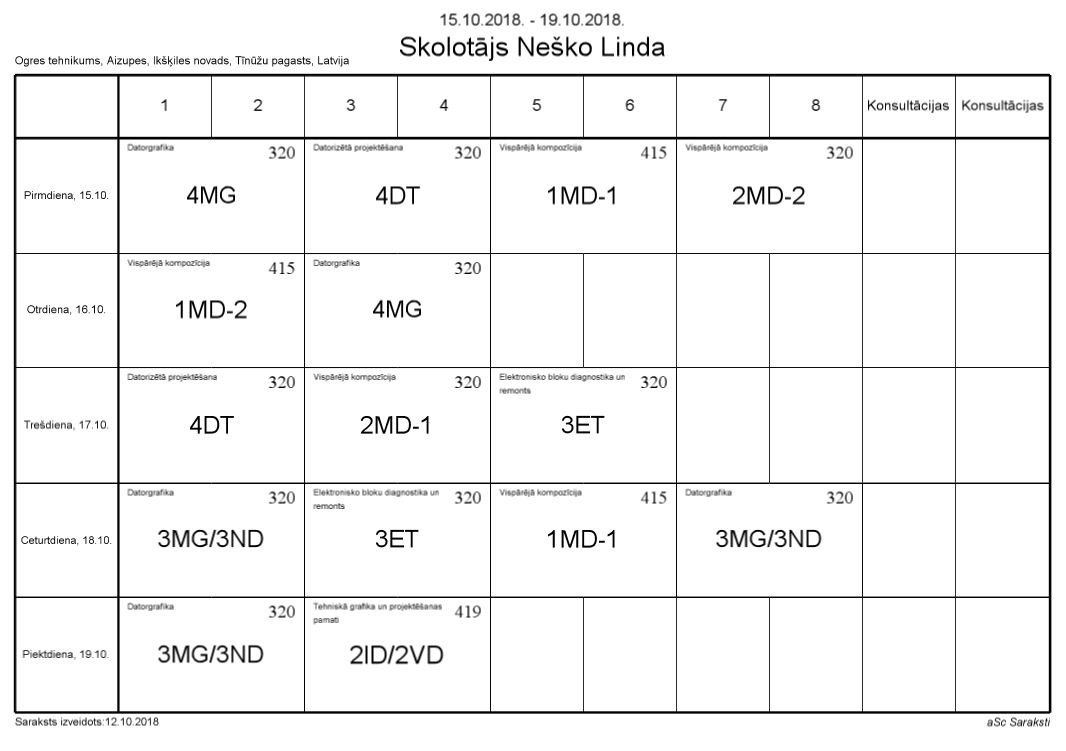 15.10.2018. - 19.10.2018.
Skolotājs Neško Linda
Ogres tehnikums, Aizupes, Ikšķiles novads, Tīnūžu pagasts, Latvija
1 2 3 4 5 6 7 8 Konsultācijas Konsultācijas
Datorgrafika 320 Datorizētā projektēšana 320 Vispārējā kompozīcija 415 Vispārējā kompozīcija 320
Pirmdiena, 15.10. 4MG 4DT 1MD-1 2MD-2
Vispārējā kompozīcija 415 Datorgrafika 320
Otrdiena, 16.10. 1MD-2 4MG
Datorizētā projektēšana 320 Vispārējā kompozīcija 320 Elektronisko bloku diagnostika un 320
remonts
Trešdiena, 17.10. 4DT 2MD-1 3ET
Datorgrafika 320 Elektronisko bloku diagnostika un 320 Vispārējā kompozīcija 415 Datorgrafika 320
remonts
Ceturtdiena, 18.10. 3MG/3ND 3ET 1MD-1 3MG/3ND
Datorgrafika 320 Tehniskā grafika un projektēšanas 419
pamati
Piektdiena, 19.10. 3MG/3ND 2ID/2VD
Saraksts izveidots:12.10.2018 aSc Saraksti